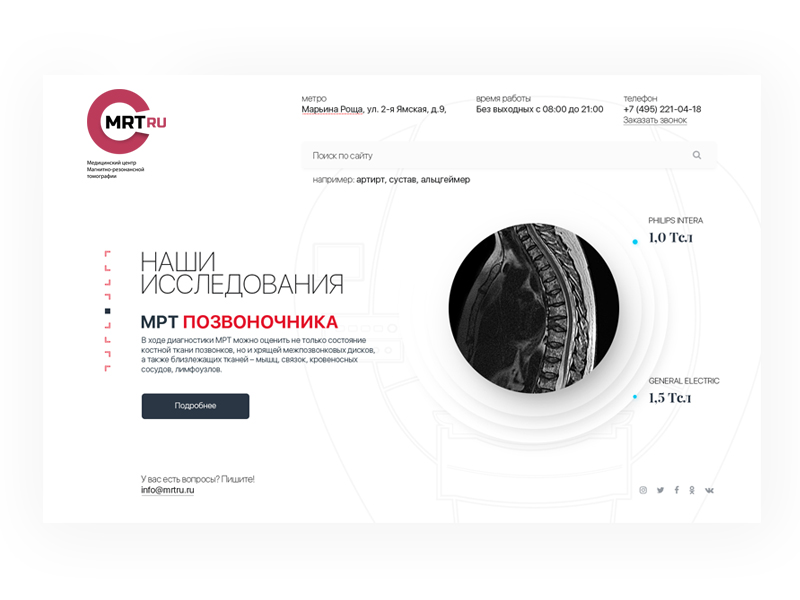 MRTRU
Медицинский центр
Магнитно-резонансной
томографии
метро
Марьина Роща, ул. 2-я Ямская, д.9,
время работы
Без выходных с 08:00 до 21:00
телефон
+7 (495) 221-04-18
Заказать звонок
Поиск по сайту
например: артирт, сустав, альцгеймер
PHILIPS INTERA
1,0 Тсл
НАШИ
ИССЛЕДОВАНИЯ
МРТ ПОЗВОНОЧНИКА
В ходе диагностики МРТ можно оценить не только состояние
костной ткани позвонков, но и хрящей межпозвонковых дисков,
а также близлежащих тканей – мышц, связок, кровеносных
сосудов, лимфоузлов.
Подробнее
GENERAL ELECTRIC
1,5 Тсл
У вас есть вопросы? Пишите!
info@mrtru.ru